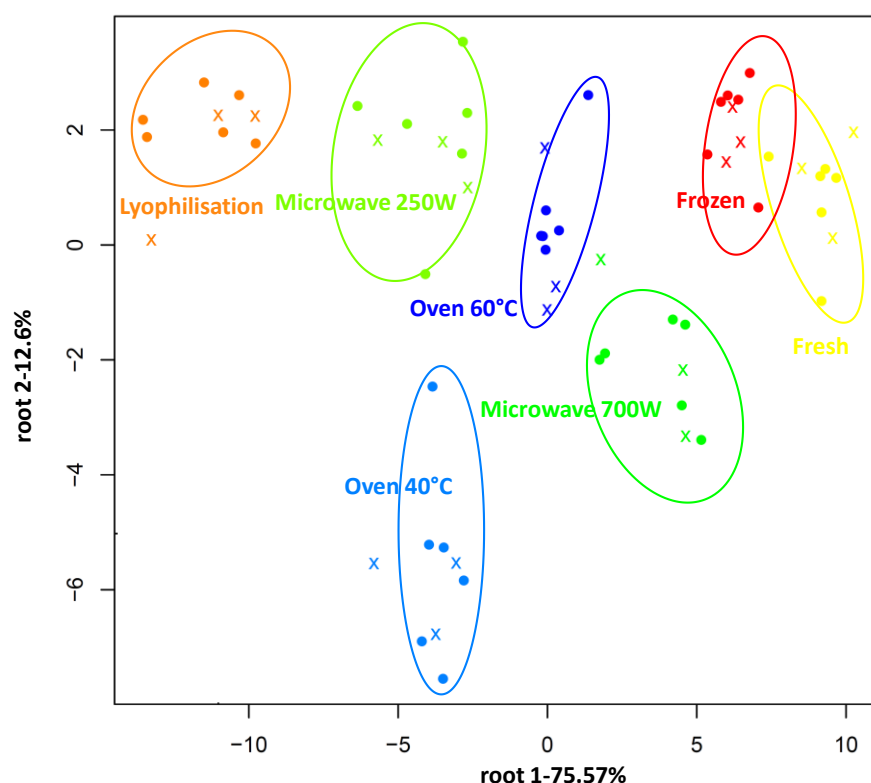 2
0
−2
−4
−6
root 2-12.6%
Lyophilisation
Microwave 250W
Frozen
Oven 60°C
Fresh
Microwave 700W
Oven 40°C
−10
−5
0
5
10
root 1-75.57%